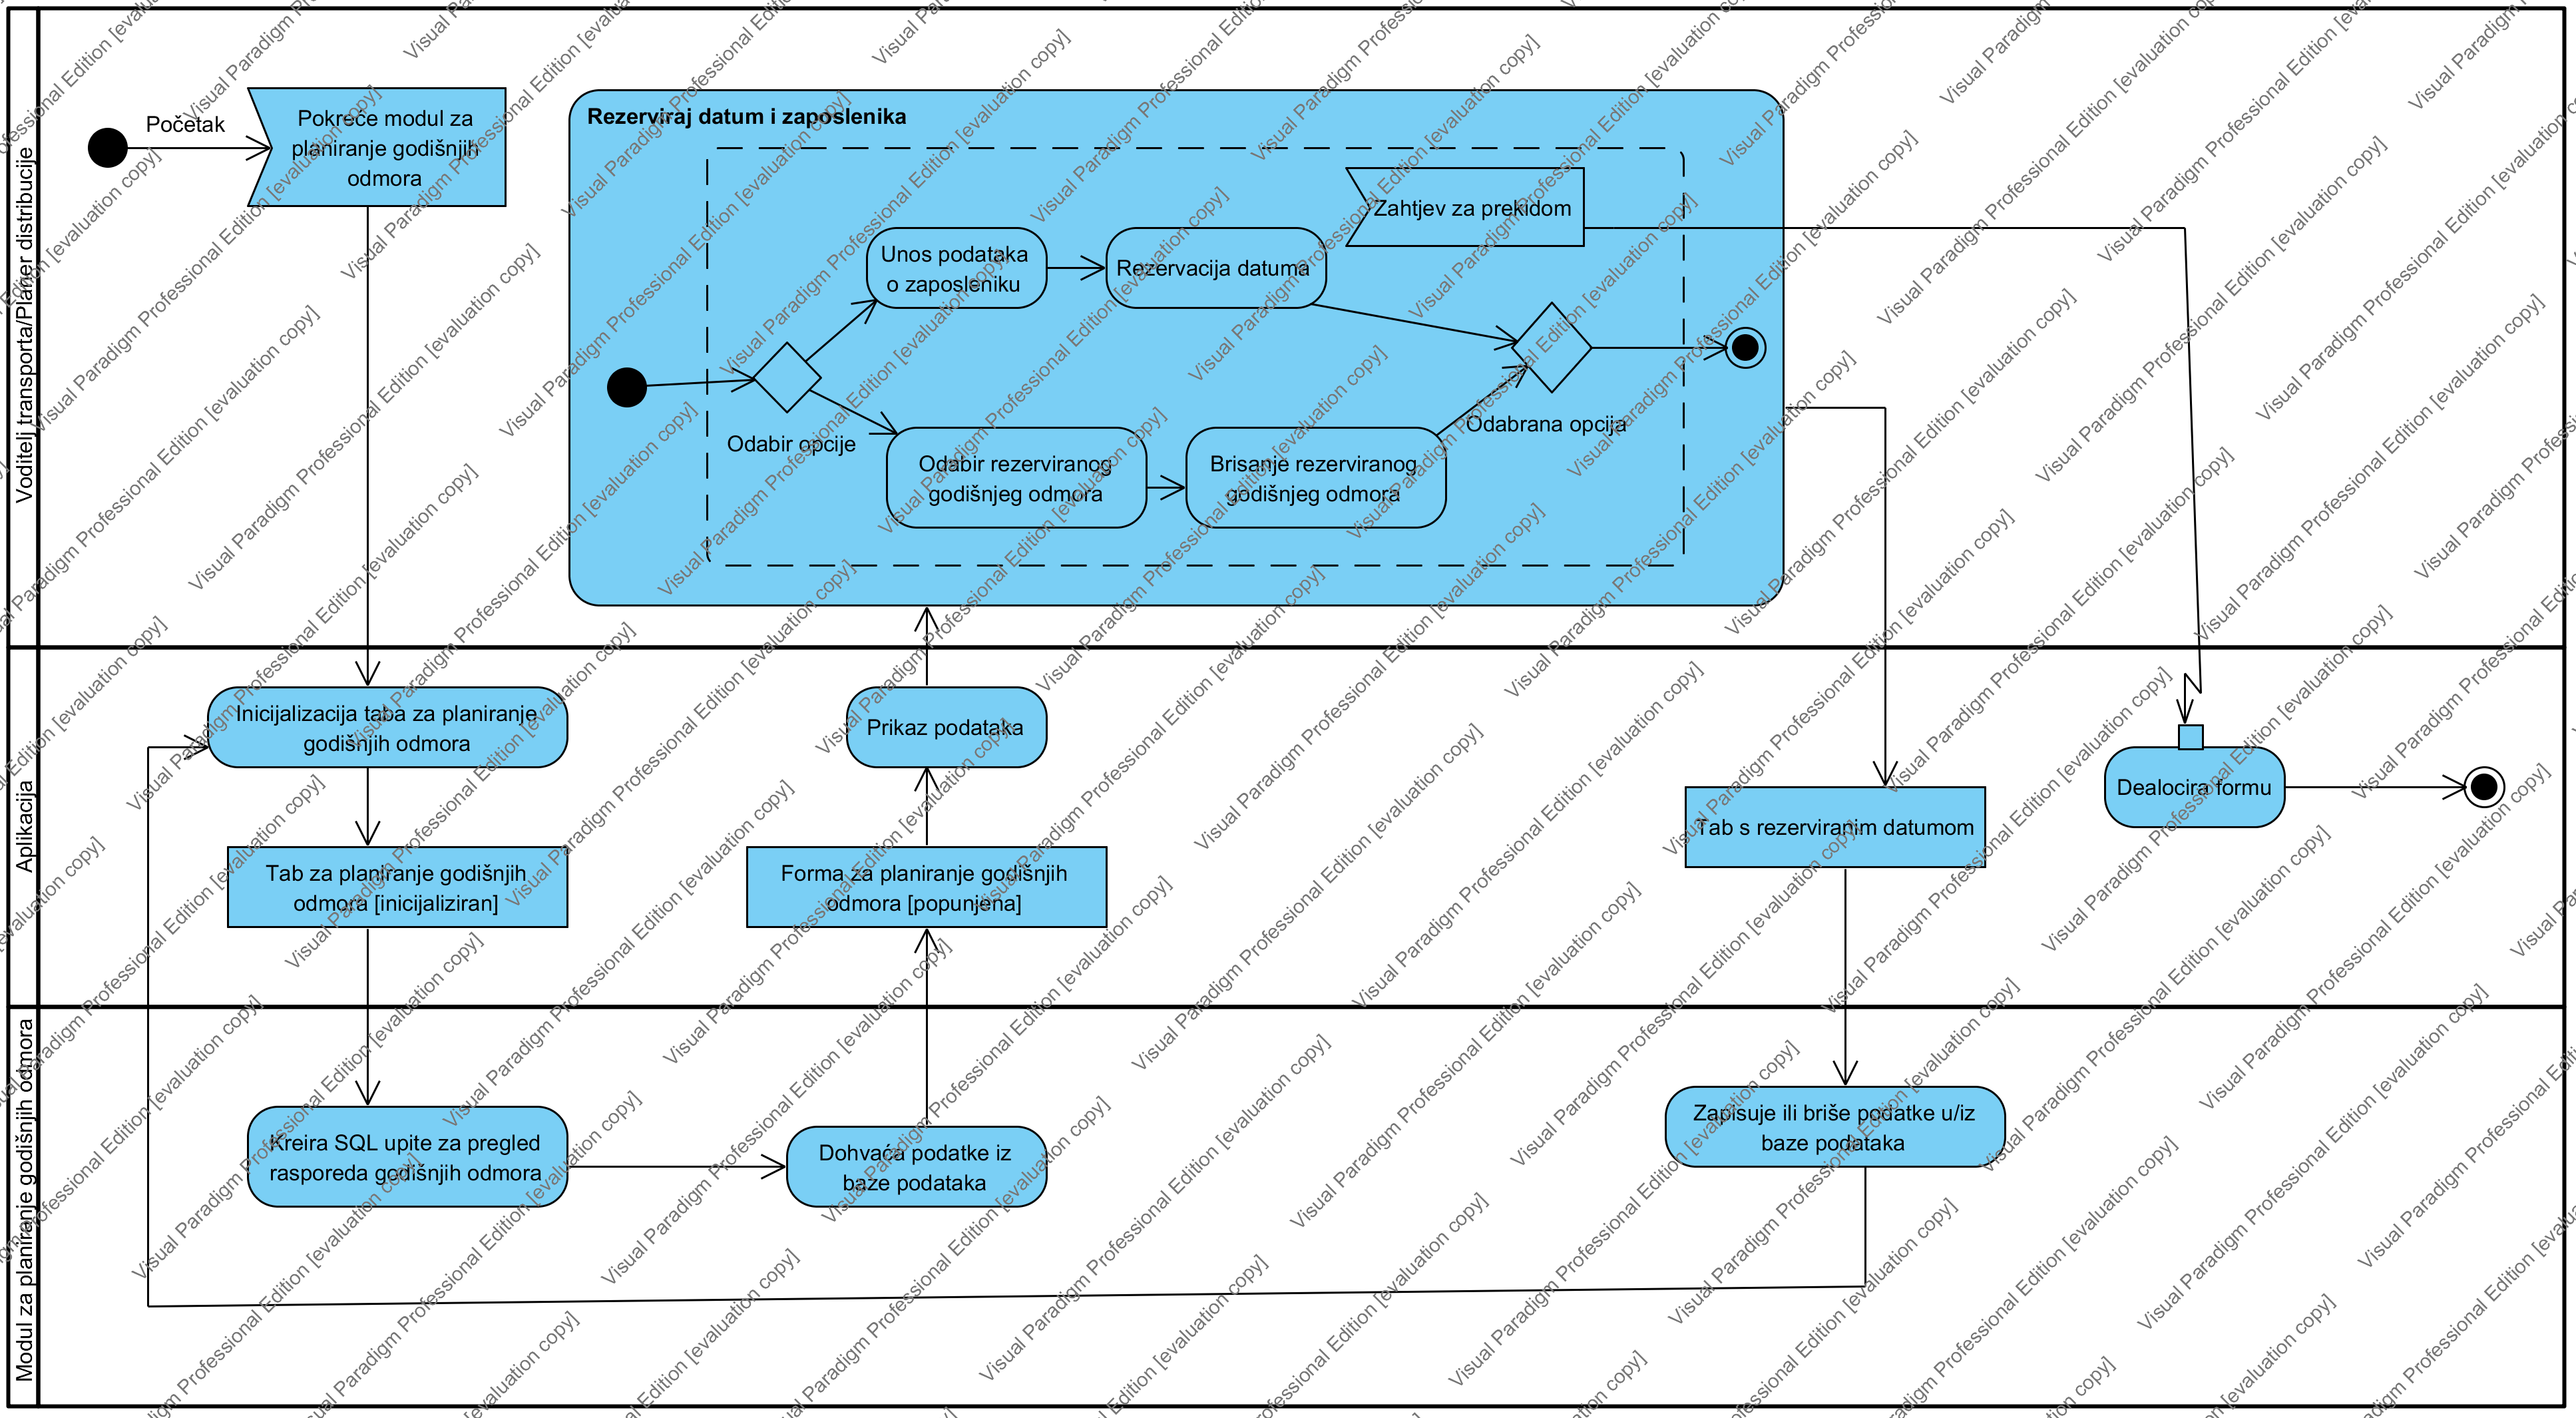 Voditelj transporta/Planer distribucije
Početak
Pokreće modul za
planiranje godišnjih
odmora
Rezerviraj datum i zaposlenika
Zahtjev za prekidom
Unos podataka
o zaposleniku
Rezervacija datuma
Odabir opcije
Odabrana opcija
Odabir rezerviranog
godišnjeg odmora
Brisanje rezerviranog
godišnjeg odmora
Aplikacija
Inicijalizacija taba za planiranje
godišnjih odmora
Prikaz podataka
Tab za planiranje godišnjih
odmora [inicijaliziran]
Forma za planiranje godišnjih
odmora [popunjena]
Tab s rezerviranim datumom
Dealocira formu
Modul za planiranje godišnjih odmora
Kreira SQL upite za pregled
rasporeda godišnjih odmora
Dohvaća podatke iz
baze podataka
Zapisuje ili briše podatke u/iz
baze podataka
Visual Paradigm Professional Edition [evaluation copy]